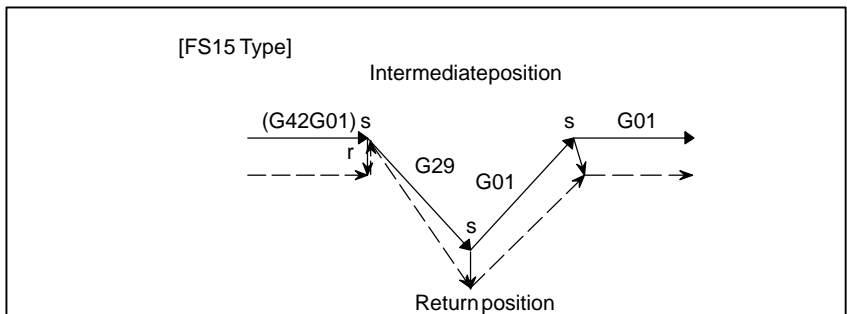 [FS15 Type]
Intermediateposition
(G42G01) s
s
G01
r
G29
G01
s
Returnposition